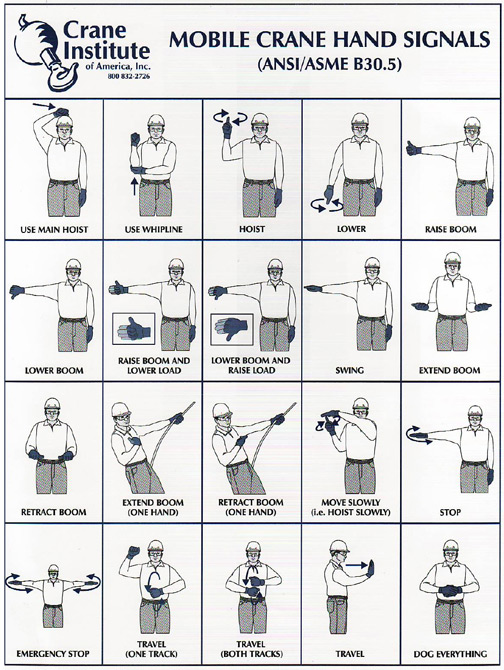 Crane
Institute
of America, Inc.
800 832-2726
MOBILE CRANE HAND SIGNALS
(ANSI/ASME B30.5)
USE MAIN HOIST
USE WHIPLINE
HOIST
LOWER
RAISE BOOM
LOWER BOOM
RAISE BOOM AND
LOWER LOAD
LOWER BOOM AND
RAISE LOAD
SWING
EXTEND BOOM
RETRACT BOOM
EXTEND BOOM
(ONE HAND)
RETRACT BOOM
(ONE HAND)
MOVE SLOWLY
(i.e. HOIST SLOWLY)
STOP
EMERGENCY STOP
TRAVEL
(ONE TRACK)
TRAVEL
(BOTH TRACKS)
TRAVEL
DOG EVERYTHING